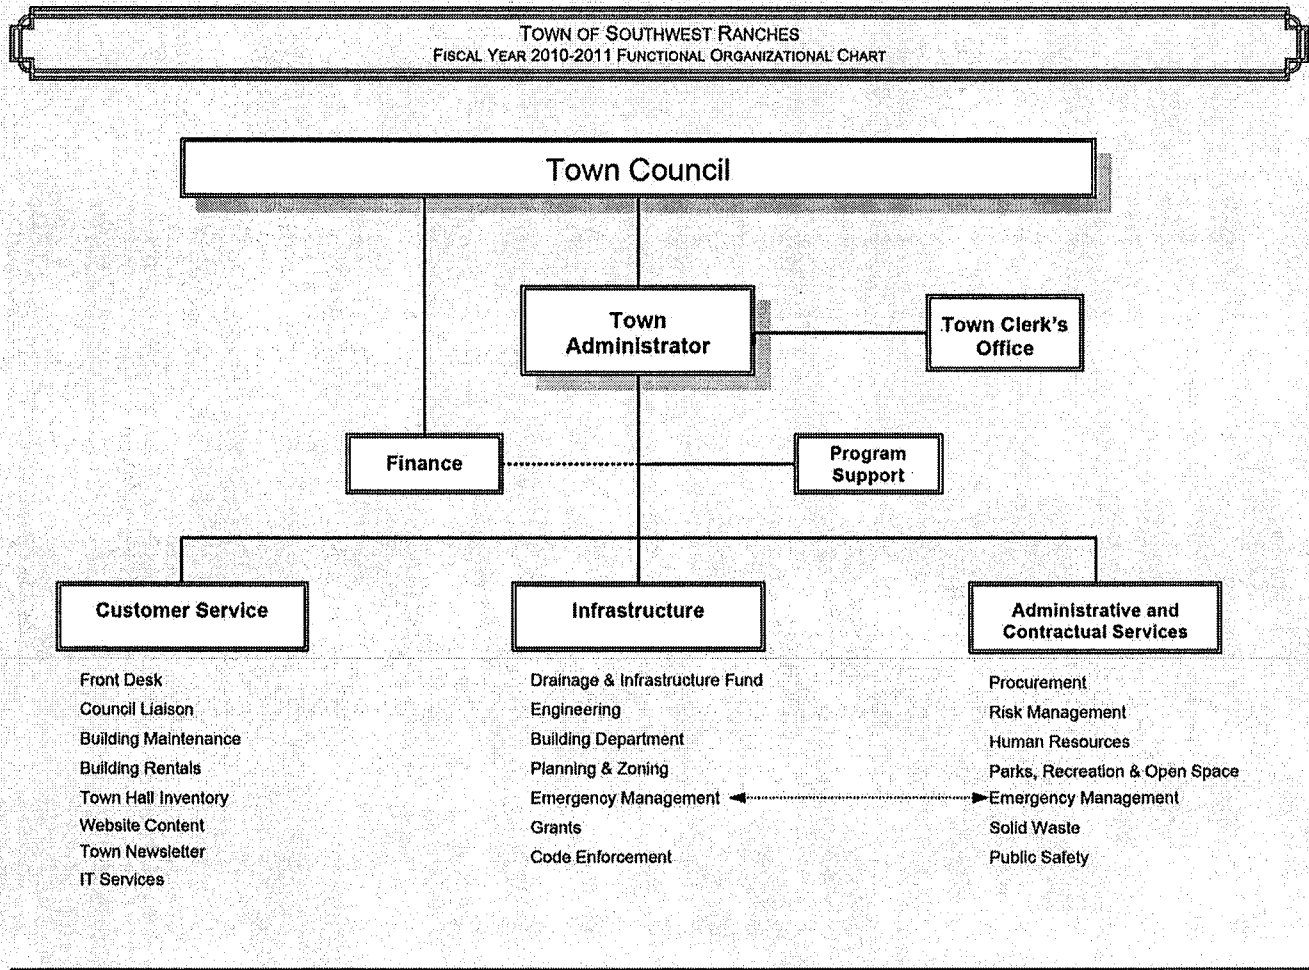 TOWN OF SOUTHWEST RANCHES
FISCAL YEAR 2010-2011 FUNCTIONAL ORGANIZATIONAL CHART
Town Council
Town
Administrator
Town Clerk's
Office
Finance
Program
Support
Customer Service
Infrastructure
Administrative and
Contractual Services
Front Desk
Council Liaison
Building Maintenance
Building Rentals
Town Hall Inventory
Website Content
Town Newsletter
IT Services
Drainage & Infrastructure Fund
Engineering
Building Department
Planning & Zoning
Emergency Management
Grants
Code Enforcement
Procurement
Risk Management
Human Resources
Parks, Recreation & Open Space
Emergency Management
Solid Waste
Public Safety